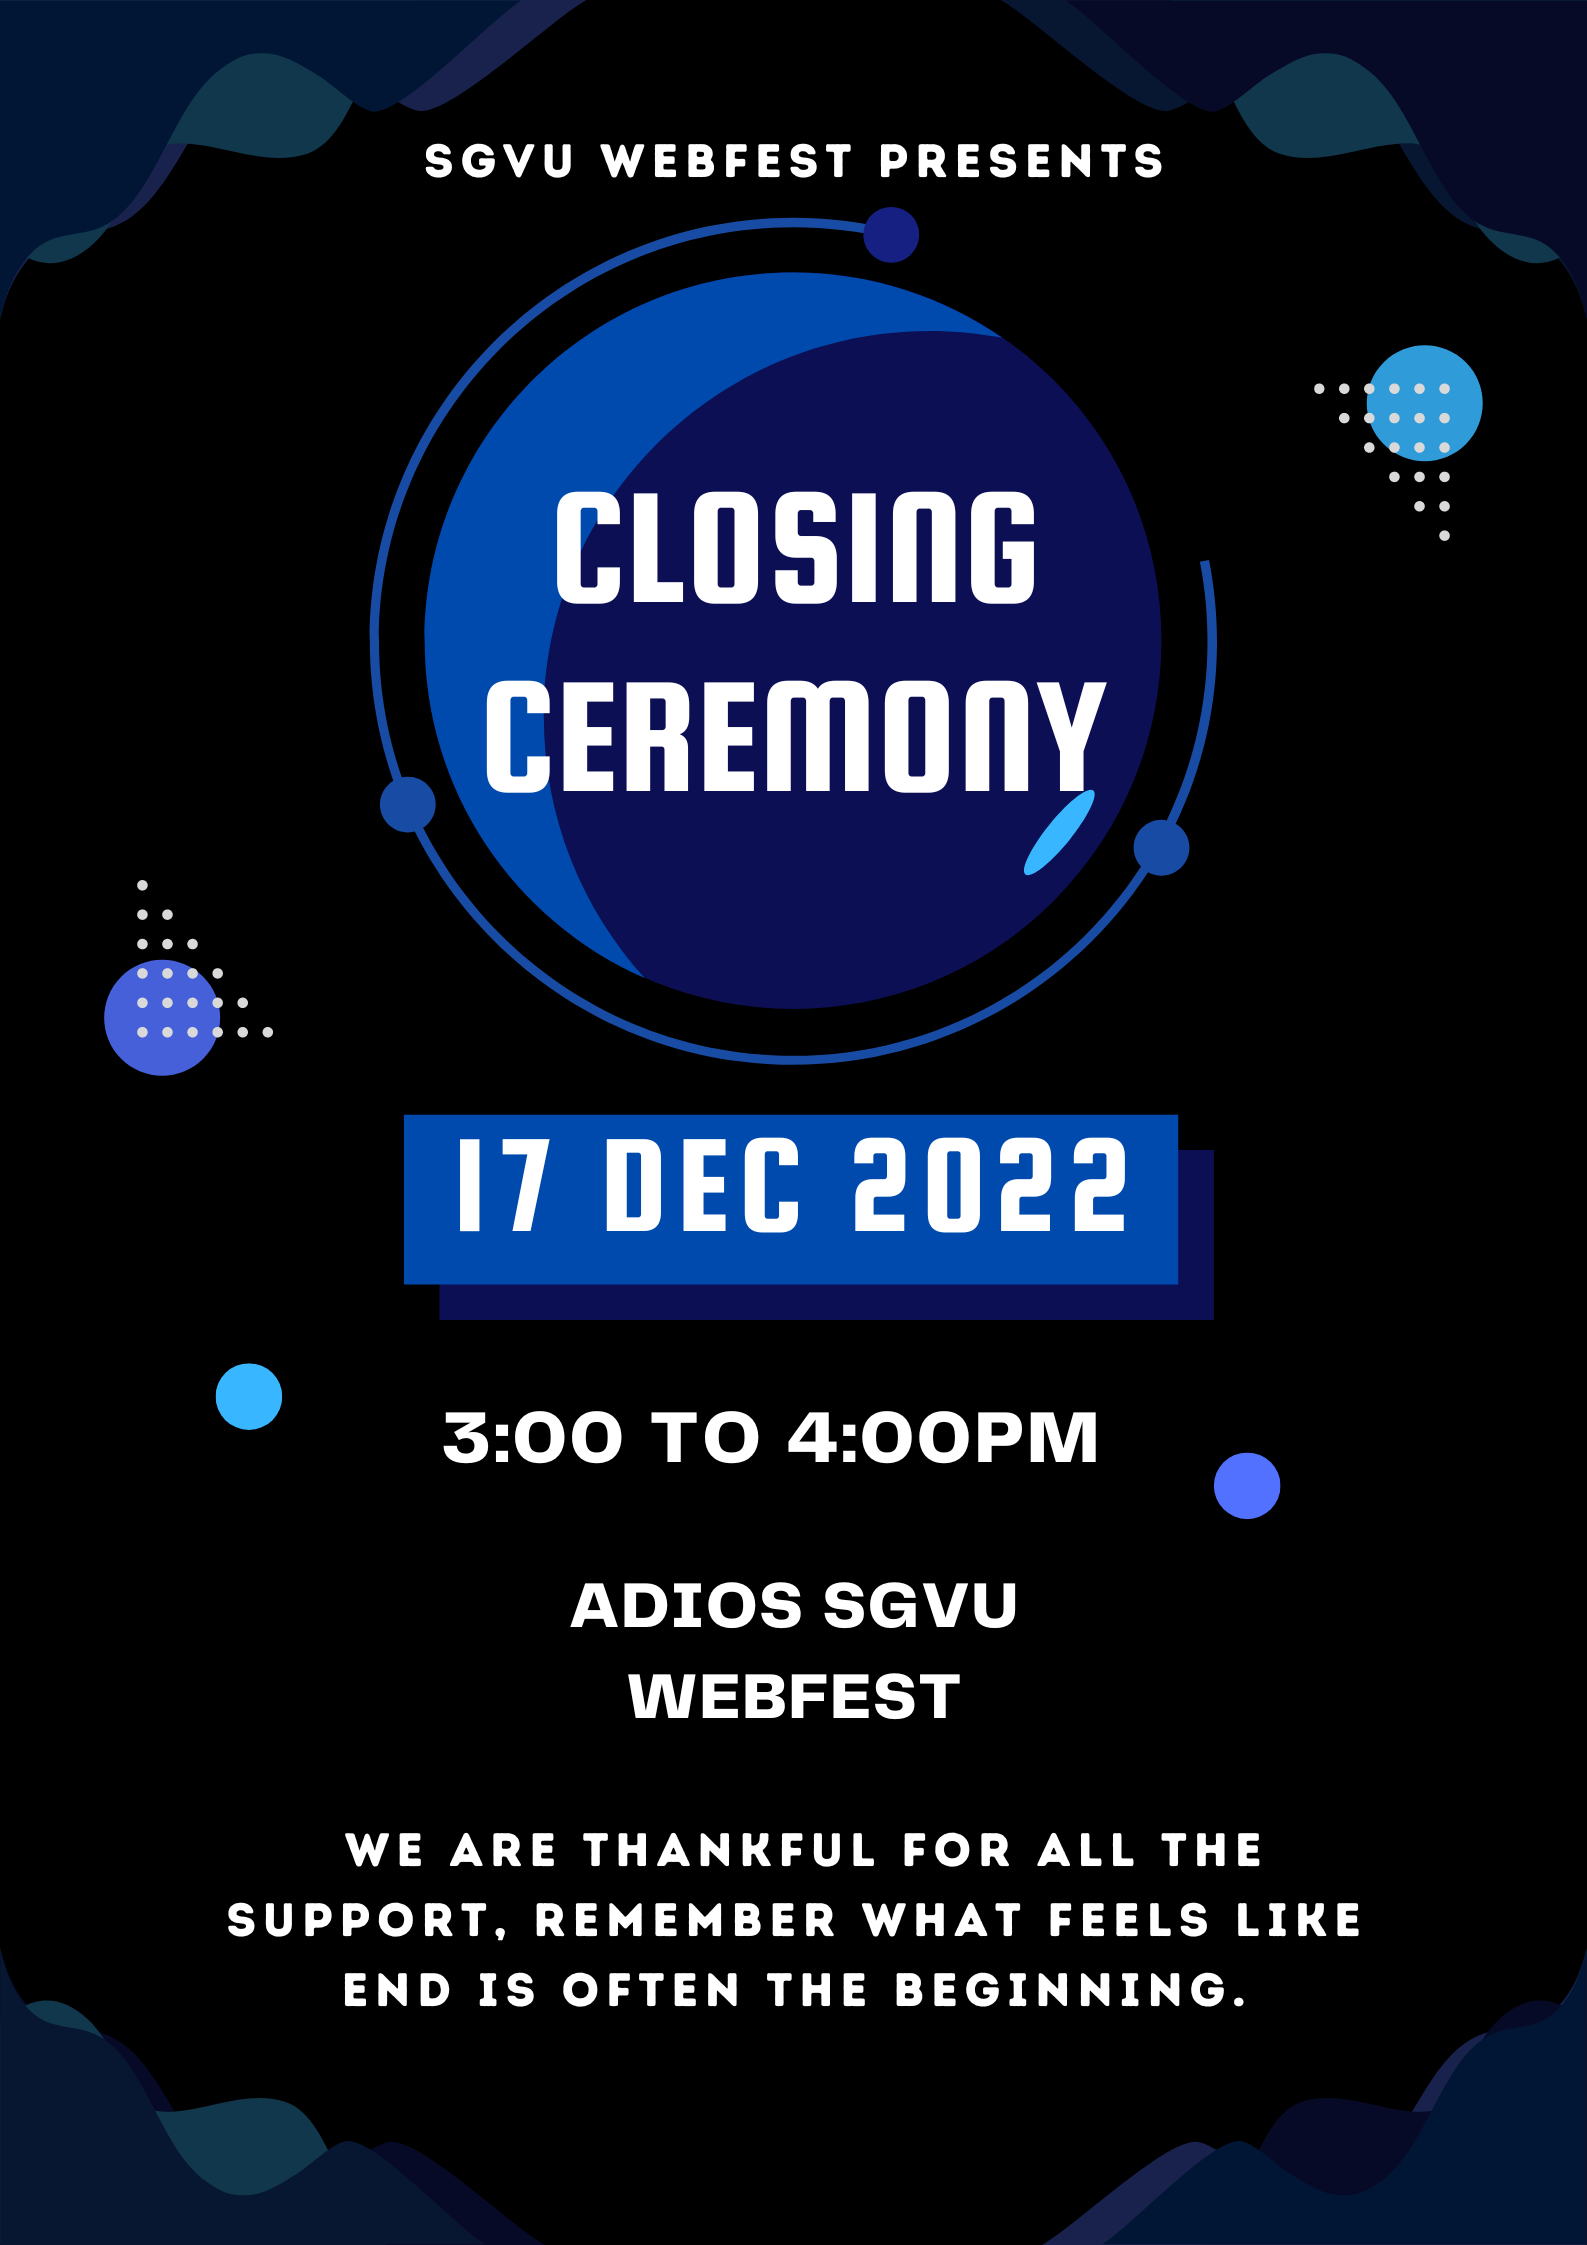 SGVU WEBFEST PRESENTS
CLOSING
CEREMONY
17 DEC 2022
3:00 TO 4:00PM
ADIOS SGVU
WEBFEST
WE ARE THANKFUL FOR ALL THE
SUPPORT, REMEMBER WHAT FEELS LIKE
END IS OFTEN THE BEGINNING.